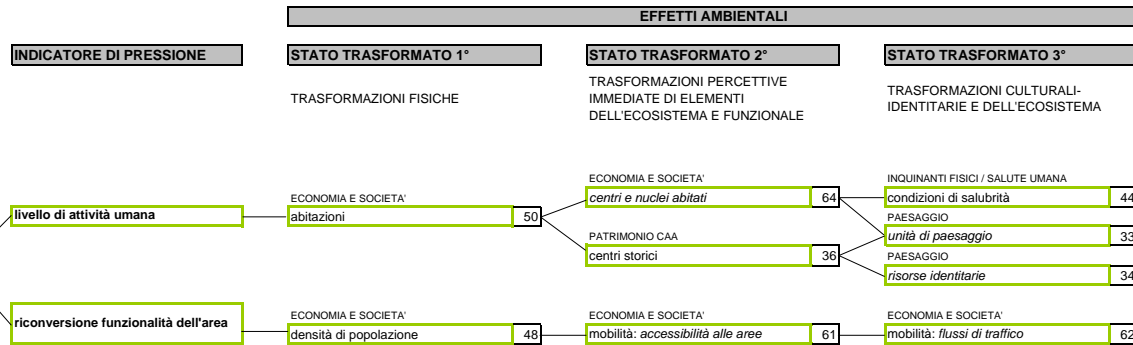 EFFETTI AMBIENTALI
INDICATORE DI PRESSIONE
STATO TRASFORMATO 1°
STATO TRASFORMATO 2°
STATO TRASFORMATO 3°
TRASFORMAZIONI FISICHE
TRASFORMAZIONI PERCETTIVE
IMMEDIATE DI ELEMENTI
DELL'ECOSISTEMA E FUNZIONALE
TRASFORMAZIONI CULTURALI-
IDENTITARIE E DELL'ECOSISTEMA
livello di attività umana
ECONOMIA E SOCIETA'
abitazioni 50
ECONOMIA E SOCIETA'
centri e nuclei abitati 64
PATRIMONIO CAA
centri storici 36
INQUINANTI FISICI / SALUTE UMANA
condizioni di salubrità 44
PAESAGGIO
unità di paesaggio 33
PAESAGGIO
risorse identitarie 34
riconversione funzionalità dell'area
ECONOMIA E SOCIETA'
densità di popolazione 48
ECONOMIA E SOCIETA'
mobilità: accessibilità alle aree 61
ECONOMIA E SOCIETA'
mobilità: flussi di traffico 62